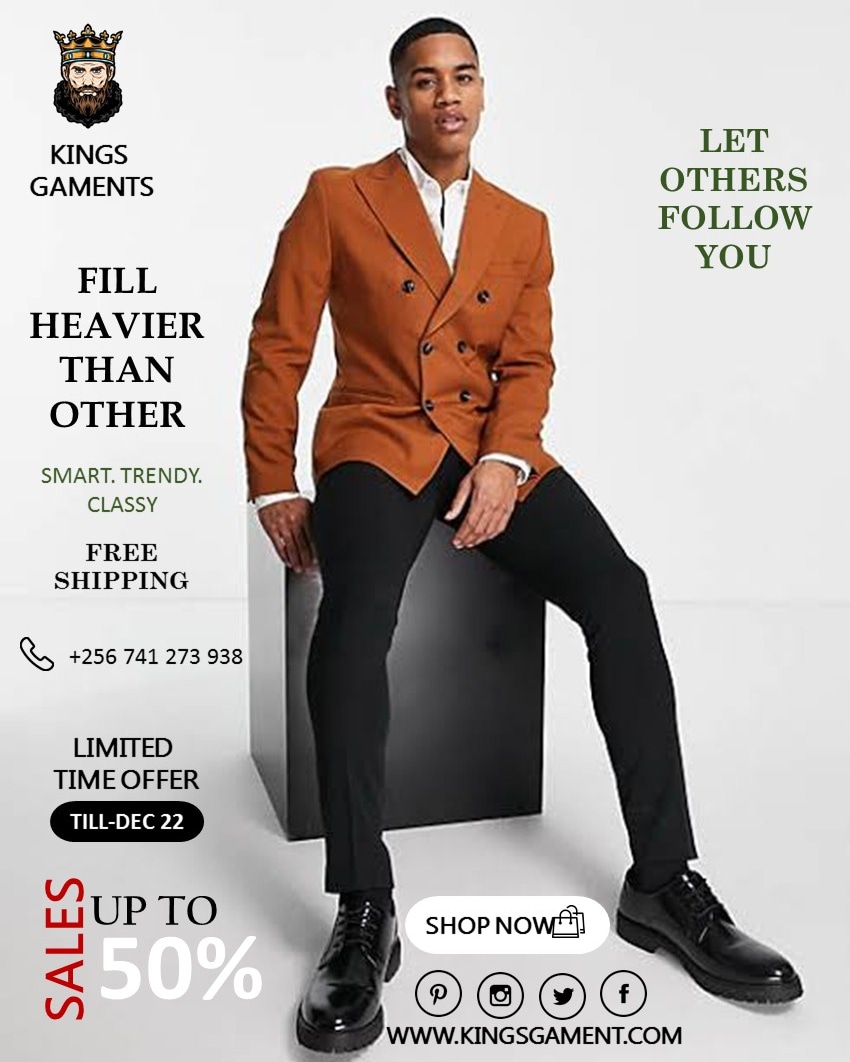 KINGS
GAMENTS
LET
OTHERS
FOLLOW
YOU
FILL
HEAVIER
THAN
OTHER
SMART. TRENDY.
CLASSY
FREE
SHIPPING
+256 741 273 938
LIMITED
TIME OFFER
TILL-DEC 22
SALES
UP TO
50%
SHOP NOW
WWW.KINGSGAMENT.COM